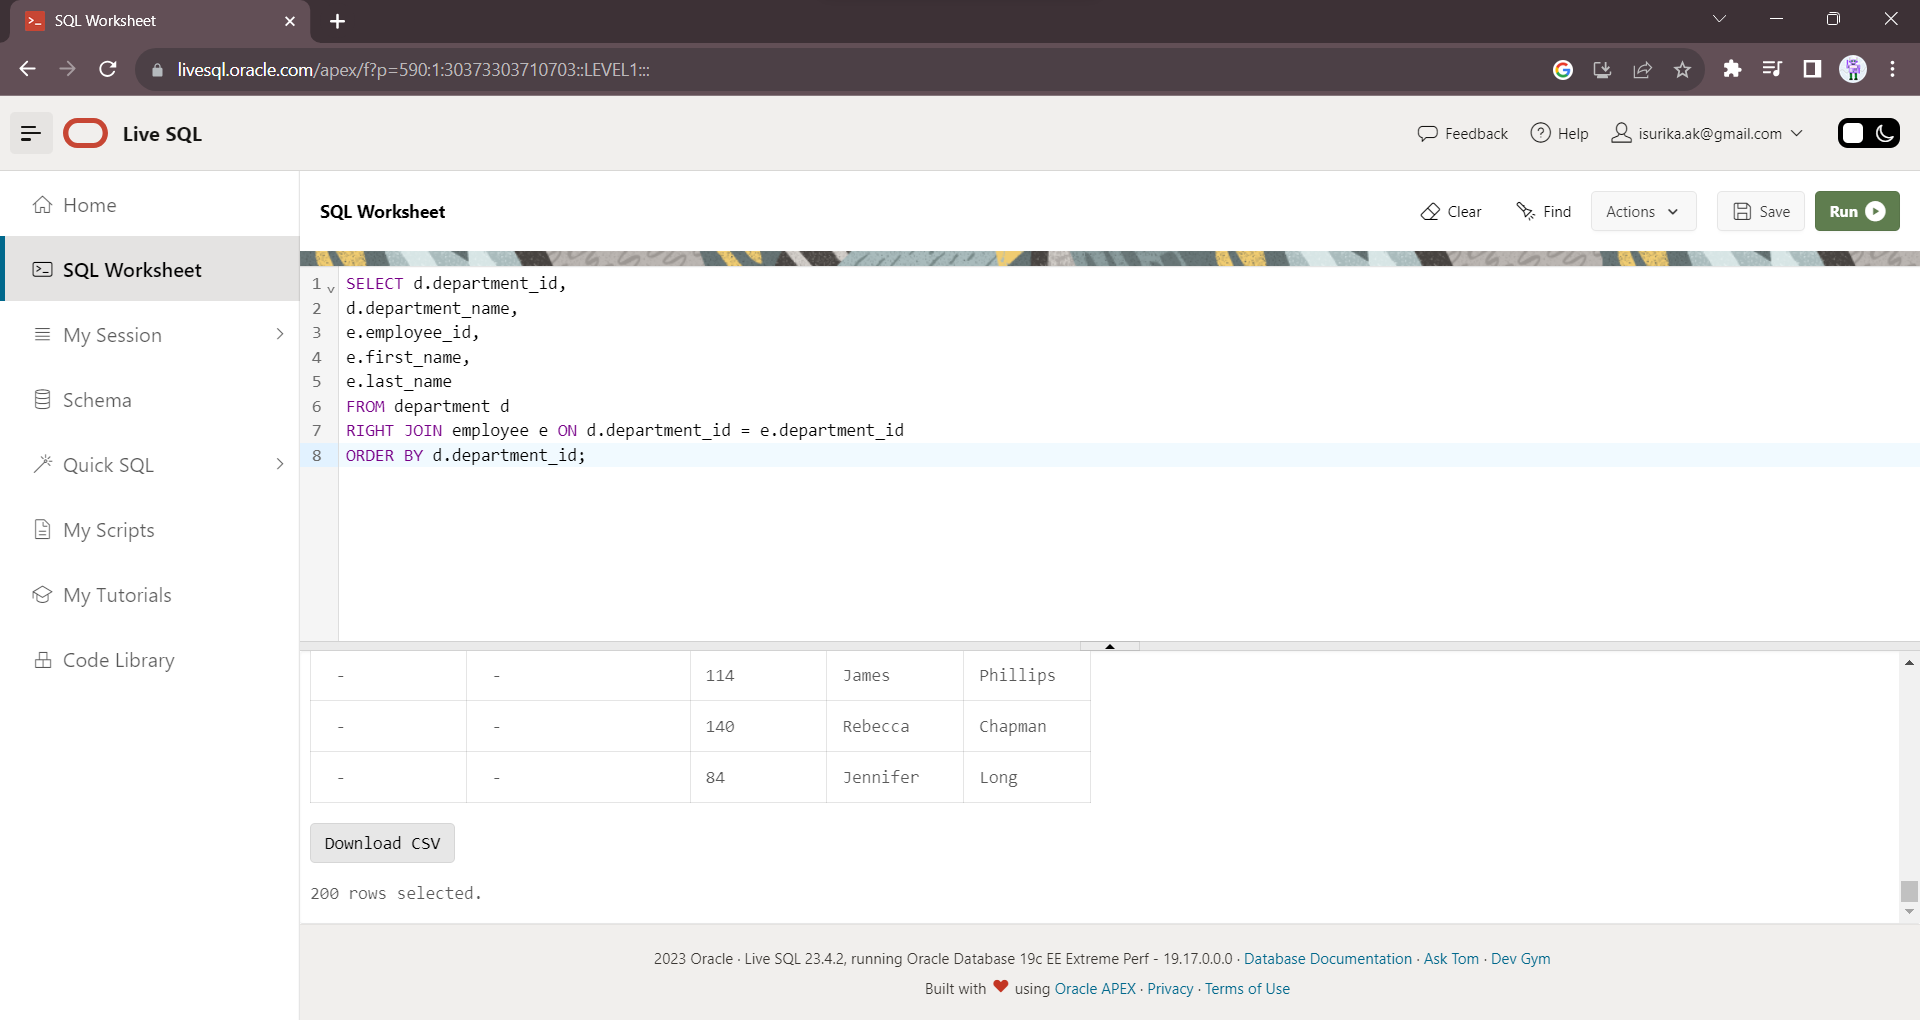 SQL Worksheet
livesql.oracle.com/apex/f?p=590:1:30373303710703::LEVEL1:::
Live SQL
Feedback
Help
isurika.ak@gmail.com
Home
SQL Worksheet
My Session
Schema
Quick SQL
My Scripts
My Tutorials
Code Library
SQL Worksheet
Clear
Find
Actions
Save
Run
1 SELECT d.department_id,
2 d.department_name,
3 e.employee_id,
4 e.first_name,
5 e.last_name
6 FROM department d
7 RIGHT JOIN employee e ON d.department_id = e.department_id
8 ORDER BY d.department_id;
- - 114 James Phillips
- - 140 Rebecca Chapman
- - 84 Jennifer Long
Download CSV
200 rows selected.
2023 Oracle · Live SQL 23.4.2, running Oracle Database 19c EE Extreme Perf - 19.17.0.0.0 · Database Documentation · Ask Tom · Dev Gym
Built with ❤ using Oracle APEX · Privacy · Terms of Use